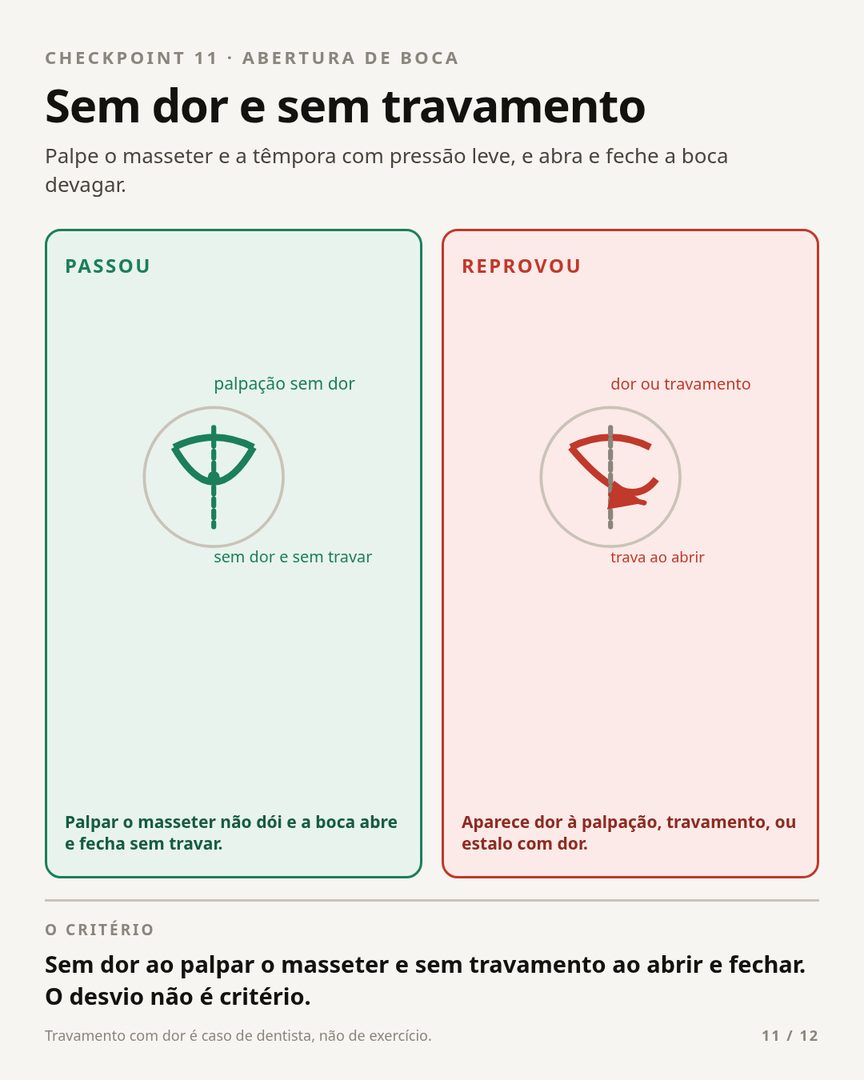 CHECKPOINT 11 · ABERTURA DE BOCA
Sem dor e sem travamento
Palpe o masseter e a têmpora com pressão leve, e abra e feche a boca
devagar.
PASSOU
palpação sem dor
sem dor e sem travar
Palpar o masseter não dói e a boca abre
e fecha sem travar.
REPROVOU
dor ou travamento
trava ao abrir
Aparece dor à palpação, travamento, ou
estalo com dor.
O CRITÉRIO
Sem dor ao palpar o masseter e sem travamento ao abrir e fechar.
O desvio não é critério.
Travamento com dor é caso de dentista, não de exercício.
11 / 12